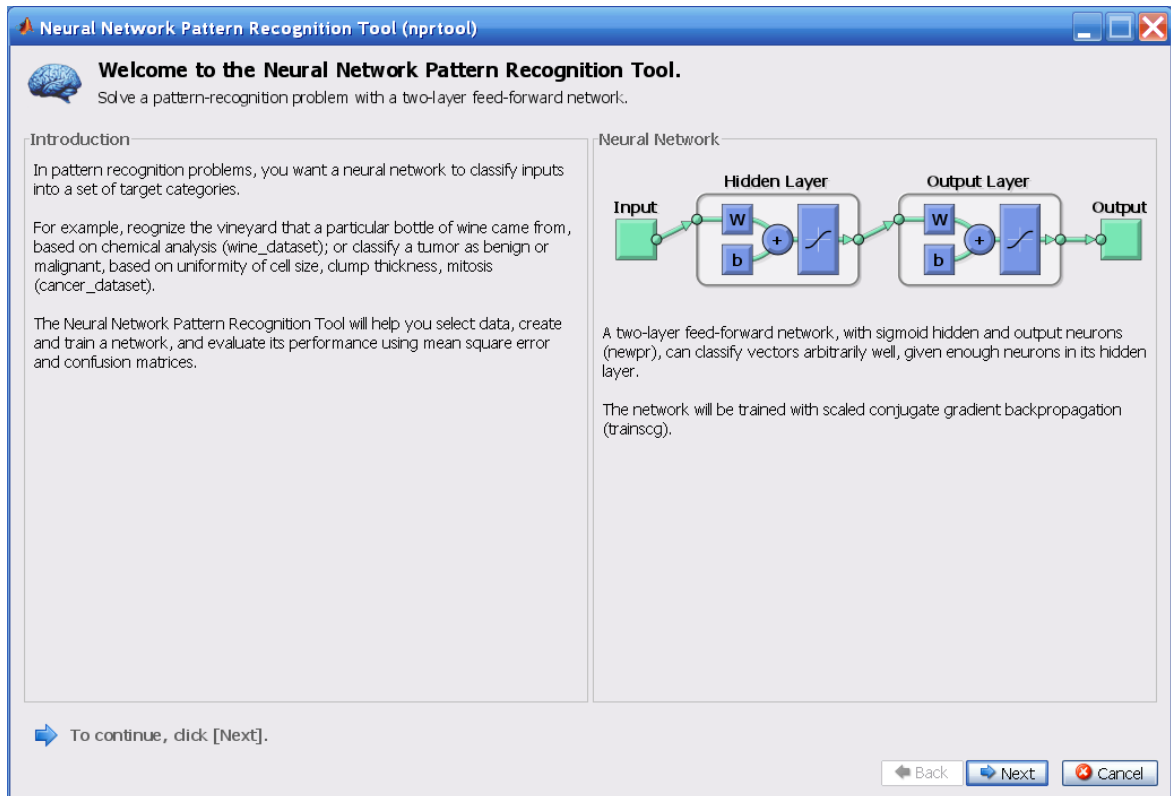 Neural Network Pattern Recognition Tool (nprtool)
Welcome to the Neural Network Pattern Recognition Tool.
Solve a pattern-recognition problem with a two-layer feed-forward network.
Introduction
In pattern recognition problems, you want a neural network to classify inputs
into a set of target categories.
For example, recognize the vineyard that a particular bottle of wine came from,
based on chemical analysis (wine_dataset); or classify a tumor as benign or
malignant, based on uniformity of cell size, clump thickness, mitosis
(cancer_dataset).
The Neural Network Pattern Recognition Tool will help you select data, create
and train a network, and evaluate its performance using mean square error
and confusion matrices.
Neural Network
Hidden Layer Output Layer
Input Output
W W
+ +
b b
A two-layer feed-forward network, with sigmoid hidden and output neurons
(newpr), can classify vectors arbitrarily well, given enough neurons in its hidden
layer.
The network will be trained with scaled conjugate gradient backpropagation
(trainscg).
To continue, click [Next].
Back Next Cancel